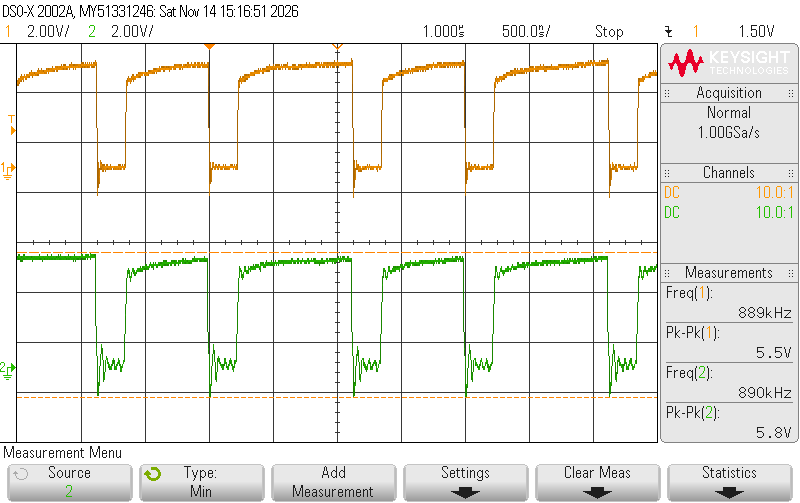 DSO-X 2002A, MY51331246: Sat Nov 14 15:16:51 2026
1 2.00V/ 2 2.00V/ 1.000s 500.0s/ Stop 1 1.50V
KEYSIGHT
TECHNOLOGIES
Acquisition
Normal
1.00GSa/s
Channels
DC 10.0:1
DC 10.0:1
Measurements
Freq(1):
889kHz
Pk-Pk(1):
5.5V
Freq(2):
890kHz
Pk-Pk(2):
5.8V
T
1
2
Measurement Menu
Source
2
Type:
Min
Add
Measurement
Settings
Clear Meas
Statistics